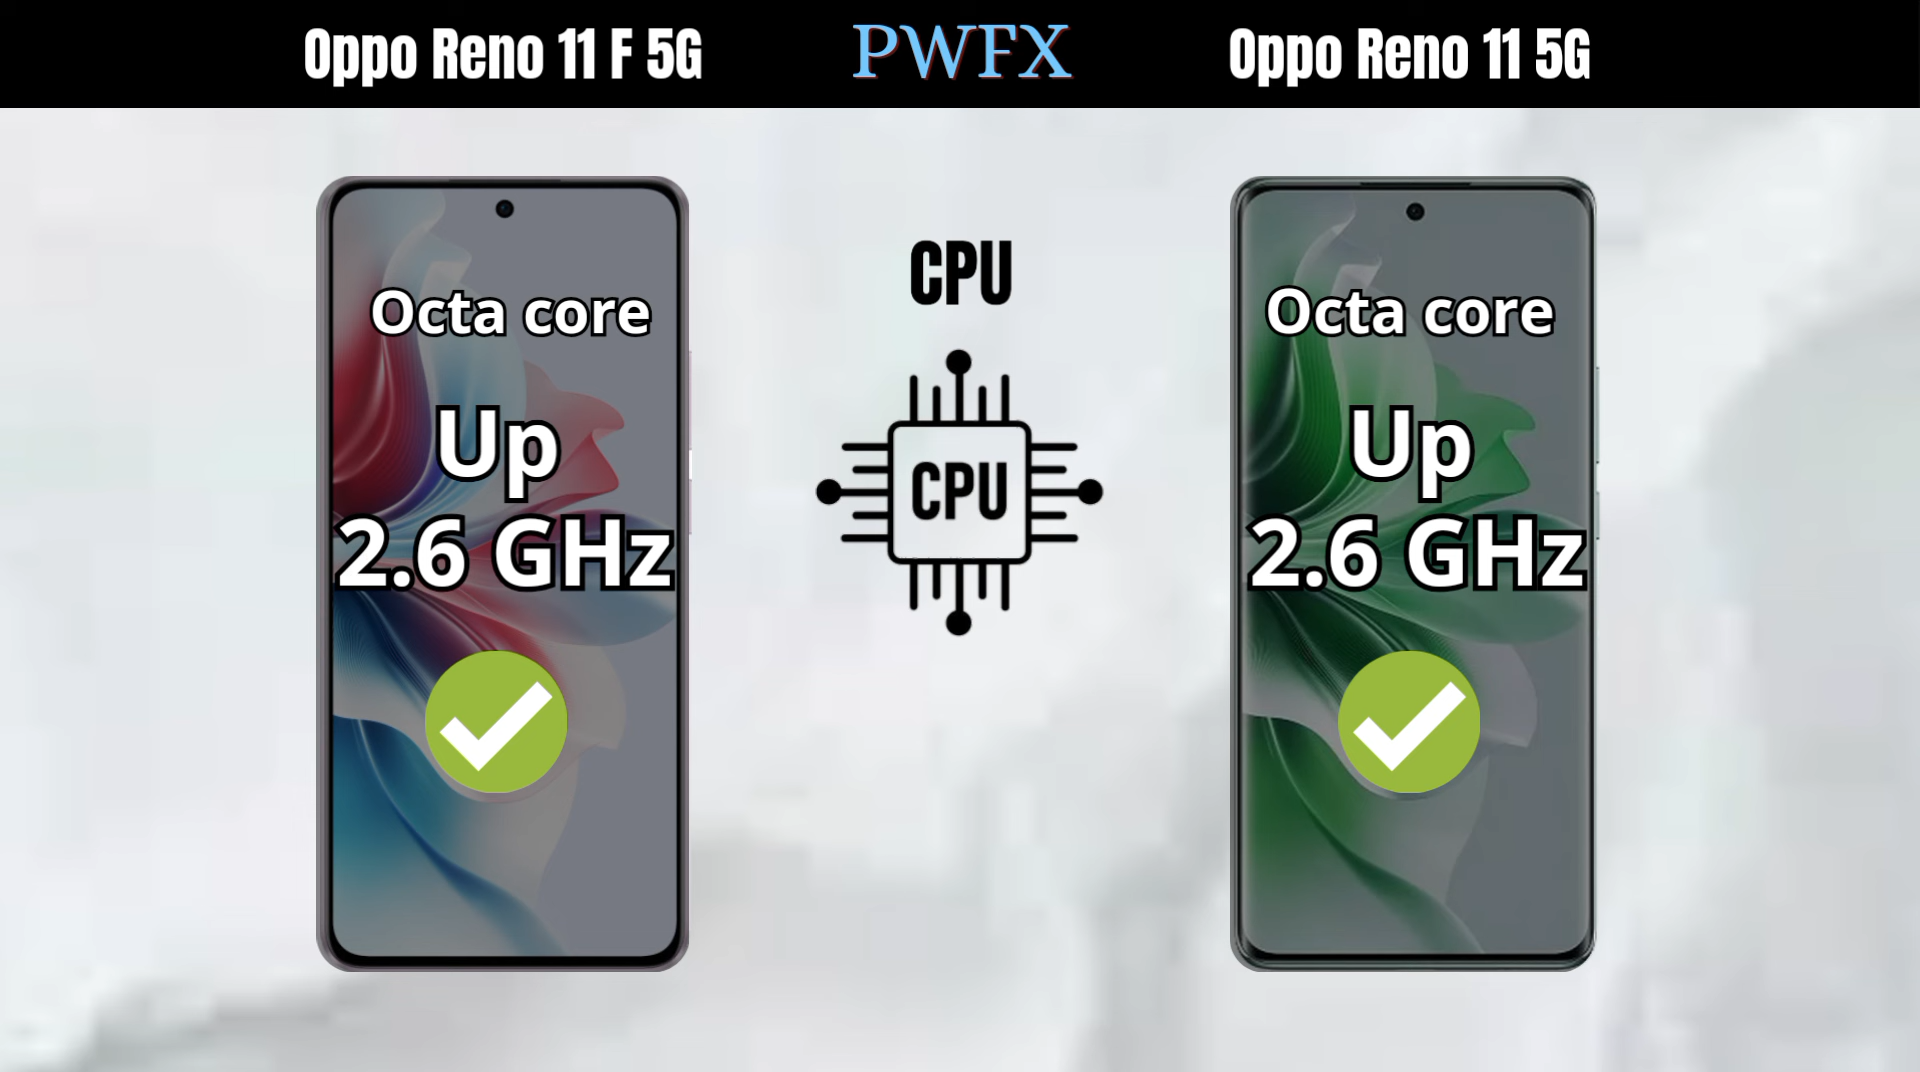 Oppo Reno 11 F 5G
PWFX
Oppo Reno 11 5G
Octa core
Up
2.6 GHz
CPU
CPU
Octa core
Up
2.6 GHz